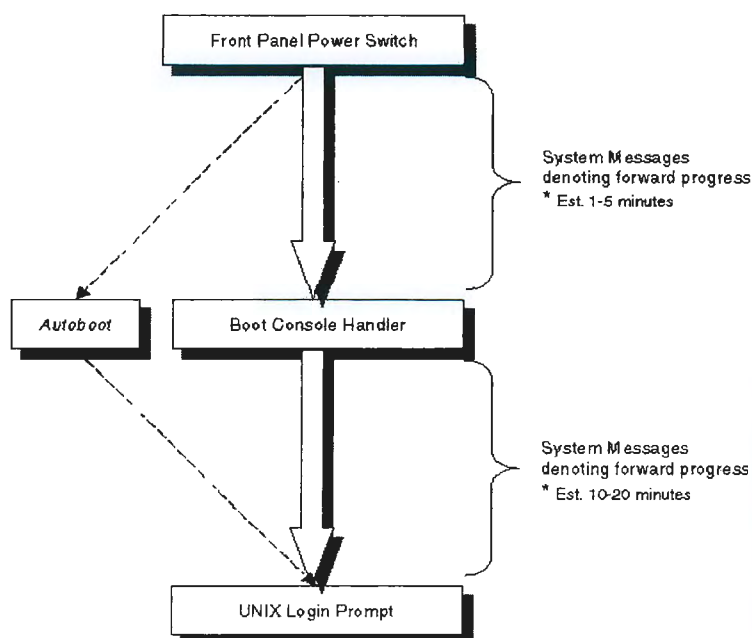 Front Panel Power Switch
System Messages
denoting forward progress
* Est. 1-5 minutes
Autoboot
Boot Console Handler
System Messages
denoting forward progress
* Est. 10-20 minutes
UNIX Login Prompt